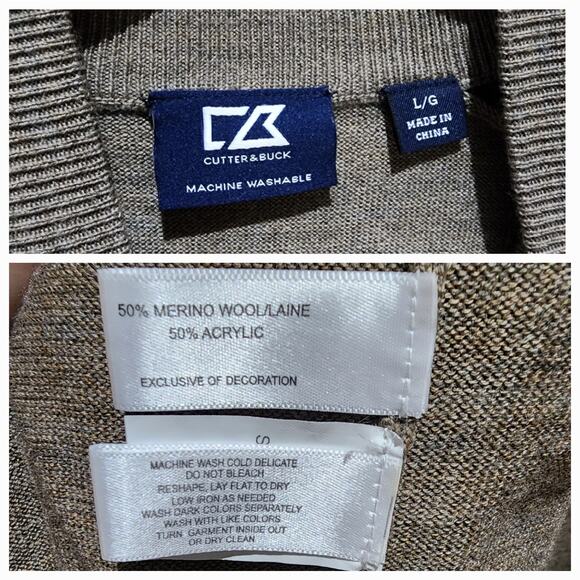 CUTTER&BUCK
MACHINE WASHABLE
L/G
MADE IN
CHINA
50% MERINO WOOL/LAINE
50% ACRYLIC
EXCLUSIVE OF DECORATION
S
MACHINE WASH COLD DELICATE
DO NOT BLEACH
RESHAPE, LAY FLAT TO DRY
LOW IRON AS NEEDED
WASH DARK COLORS SEPARATELY
WASH WITH LIKE COLORS
TURN GARMENT INSIDE OUT
OR DRY CLEAN